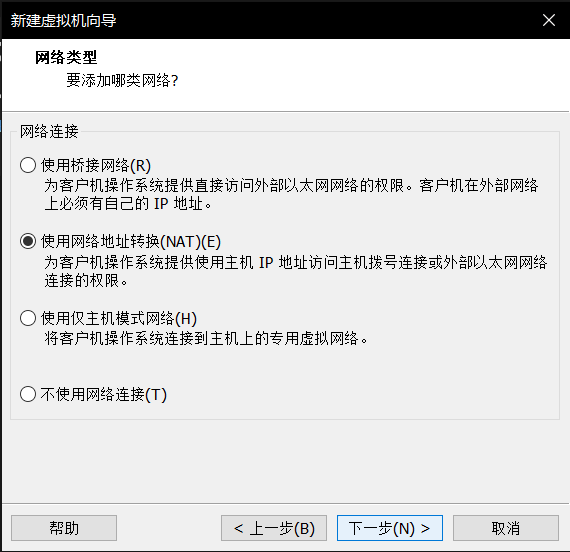 新建虚拟机向导
网络类型
要添加哪类网络?
网络连接
使用桥接网络(R)
为客户机操作系统提供直接访问外部以太网网络的权限。客户机在外部网络
上必须有自己的 IP 地址。
使用网络地址转换(NAT)(E)
为客户机操作系统提供使用主机 IP 地址访问主机拨号连接或外部以太网网络
连接的权限。
使用仅主机模式网络(H)
将客户机操作系统连接到主机上的专用虚拟网络。
不使用网络连接(T)
帮助
< 上一步(B)
下一步(N) >
取消